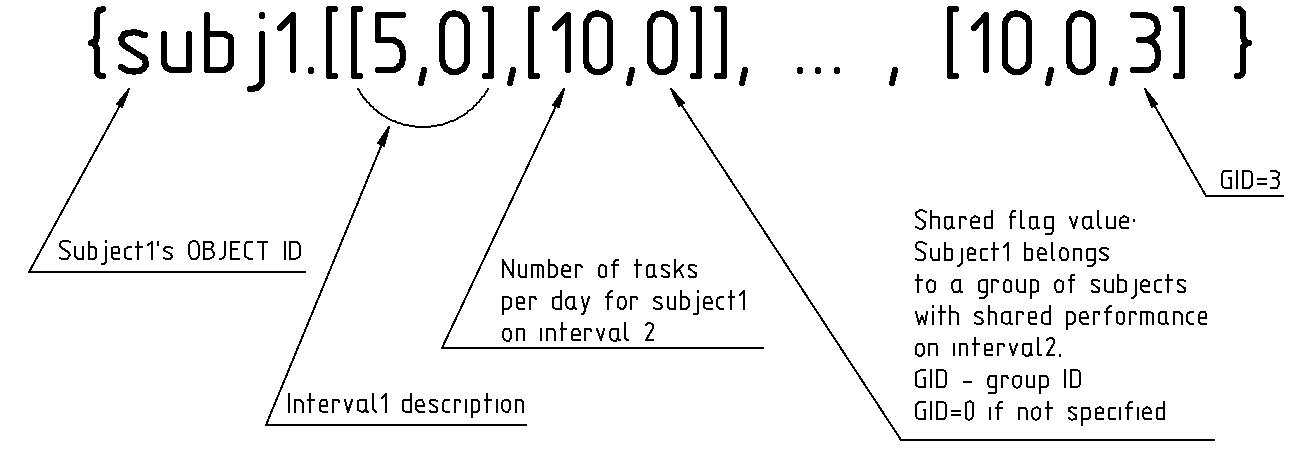 {subj1.[[5,0],[10,0]], ... , [10,0,3] }
GID=3
Subject1's OBJECT ID
Number of tasks
per day for subject1
on interval 2
Interval1 description
Shared flag value.
Subject1 belongs
to a group of subjects
with shared performance
on interval2.
GID - group ID
GID=0 if not specified